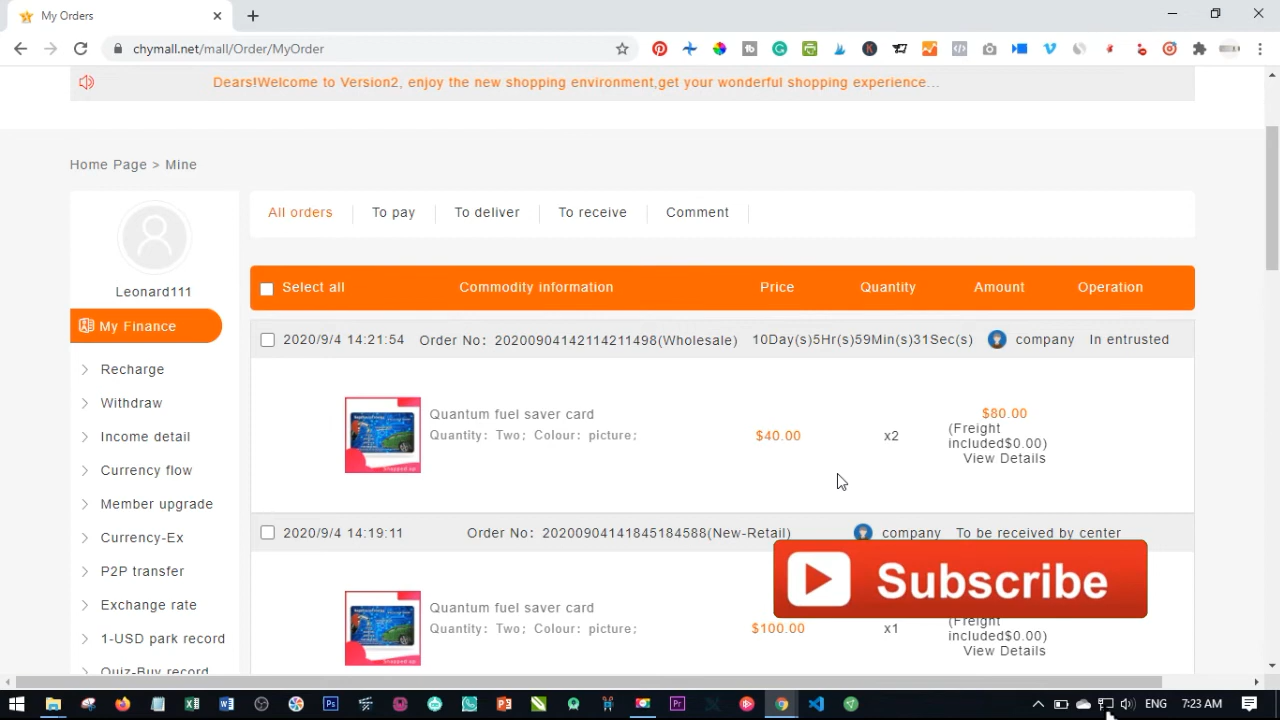 My Orders
chymall.net/mall/Order/MyOrder
Dears!Welcome to Version2, enjoy the new shopping environment,get your wonderful shopping experience...
Home Page > Mine
Leonard111
My Finance
Recharge
Withdraw
Income detail
Currency flow
Member upgrade
Currency-Ex
P2P transfer
Exchange rate
1-USD park record
Quiz-Buy record
All orders To pay To deliver To receive Comment
Select all Commodity information Price Quantity Amount Operation
2020/9/4 14:21:54 Order No: 20200904142114211498(Wholesale) 10Day(s)5Hr(s)59Min(s)31Sec(s) company In entrusted
Quantum fuel saver card
Quantity: Two; Colour: picture;
$40.00 x2
$80.00
(Freight
included$0.00)
View Details
2020/9/4 14:19:11 Order No: 20200904141845184588(New-Retail) company To be received by center
Quantum fuel saver card
Quantity: Two; Colour: picture;
$100.00 x1
(Freight
included$0.00)
View Details
Subscribe
ENG 7:23 AM